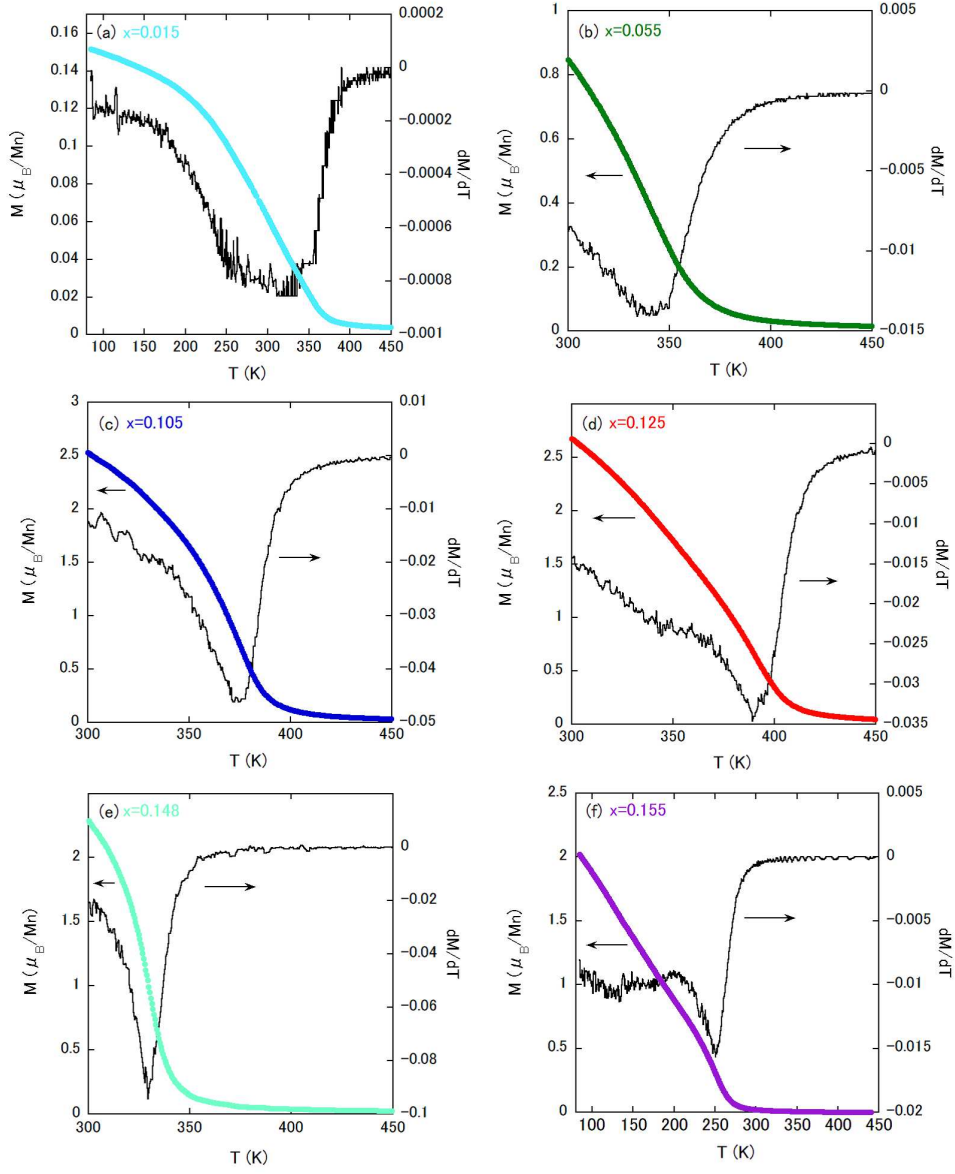 (a) x=0.015
0.16
0.14
0.12
0.1
0.08
0.06
0.04
0.02
0
M (μB/Mn)
0.0002
0
−0.0002
−0.0004
−0.0006
−0.0008
−0.001
dM/dT
100 150 200 250 300 350 400 450
T (K)
(b) x=0.055
1
0.8
0.6
0.4
0.2
0
M (μB/Mn)
0.005
0
−0.005
−0.01
−0.015
dM/dT
300 350 400 450
T (K)
(c) x=0.105
3
2.5
2
1.5
1
0.5
0
M (μB/Mn)
0.01
0
−0.01
−0.02
−0.03
−0.04
−0.05
dM/dT
300 350 400 450
T (K)
(d) x=0.125
2.5
2
1.5
1
0.5
0
M (μB/Mn)
0
−0.005
−0.01
−0.015
−0.02
−0.025
−0.03
−0.035
dM/dT
300 350 400 450
T (K)
(e) x=0.148
2
1.5
1
0.5
0
M (μB/Mn)
0
−0.02
−0.04
−0.06
−0.08
−0.1
dM/dT
300 350 400 450
T (K)
(f) x=0.155
2.5
2
1.5
1
0.5
0
M (μB/Mn)
0.005
0
−0.005
−0.01
−0.015
−0.02
dM/dT
100 150 200 250 300 350 400 450
T (K)